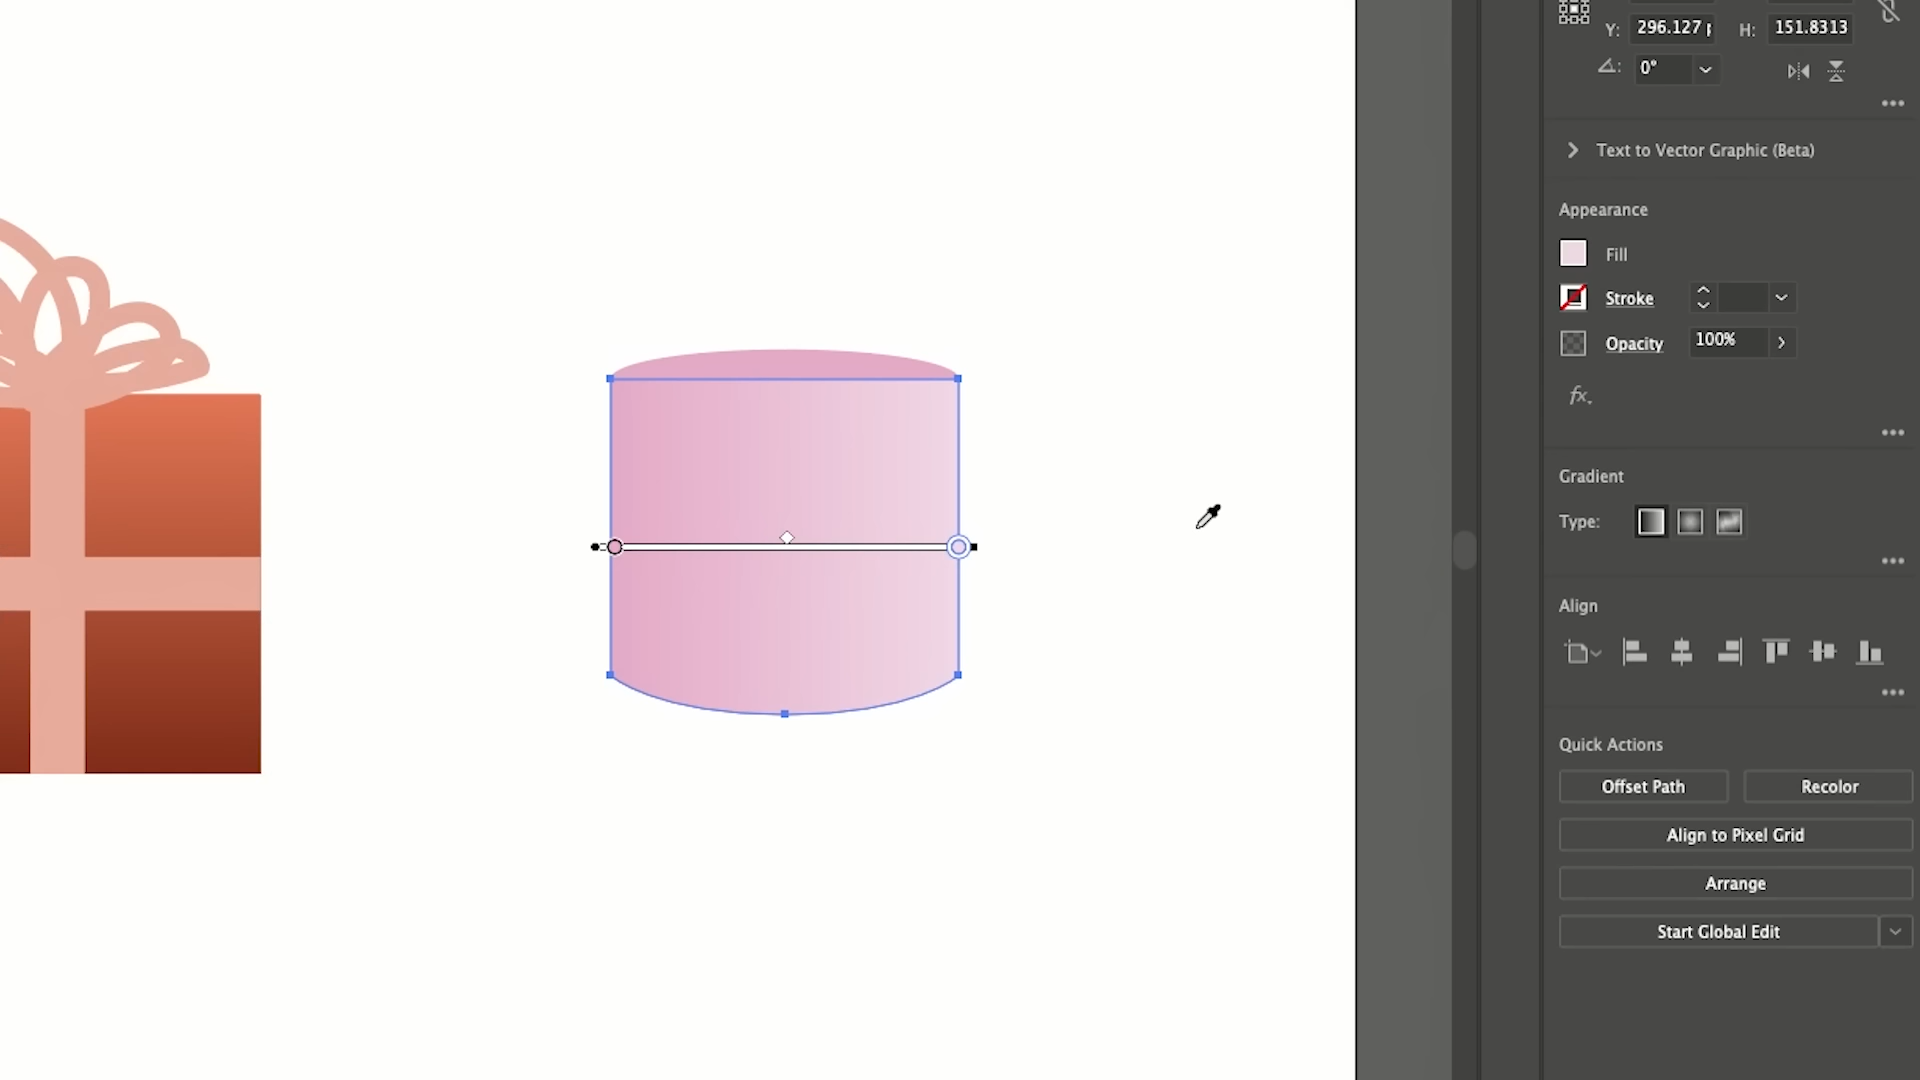 Y: 296.127 H: 151.8313
0°
Text to Vector Graphic (Beta)
Appearance
Fill
Stroke
Opacity 100%
fx.
Gradient
Type:
Align
Quick Actions
Offset Path Recolor
Align to Pixel Grid
Arrange
Start Global Edit